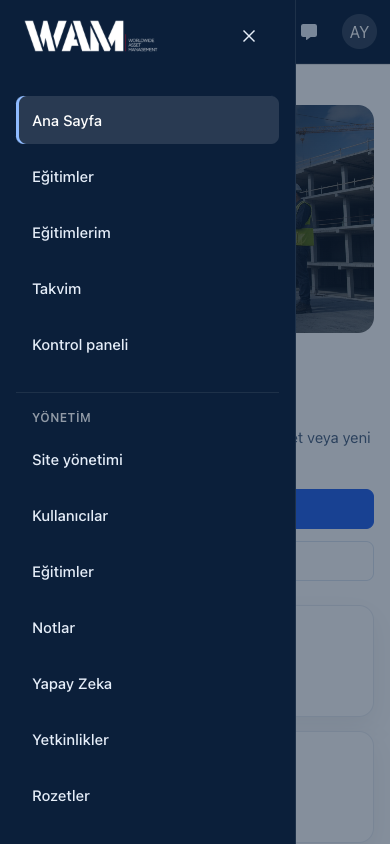 WAM
WORLDWIDE
ASSET
MANAGEMENT
AY
Ana Sayfa
Eğitimler
Eğitimlerim
Takvim
Kontrol paneli
YÖNETİM
et veya yeni
Site yönetimi
Kullanıcılar
Eğitimler
Notlar
Yapay Zeka
Yetkinlikler
Rozetler